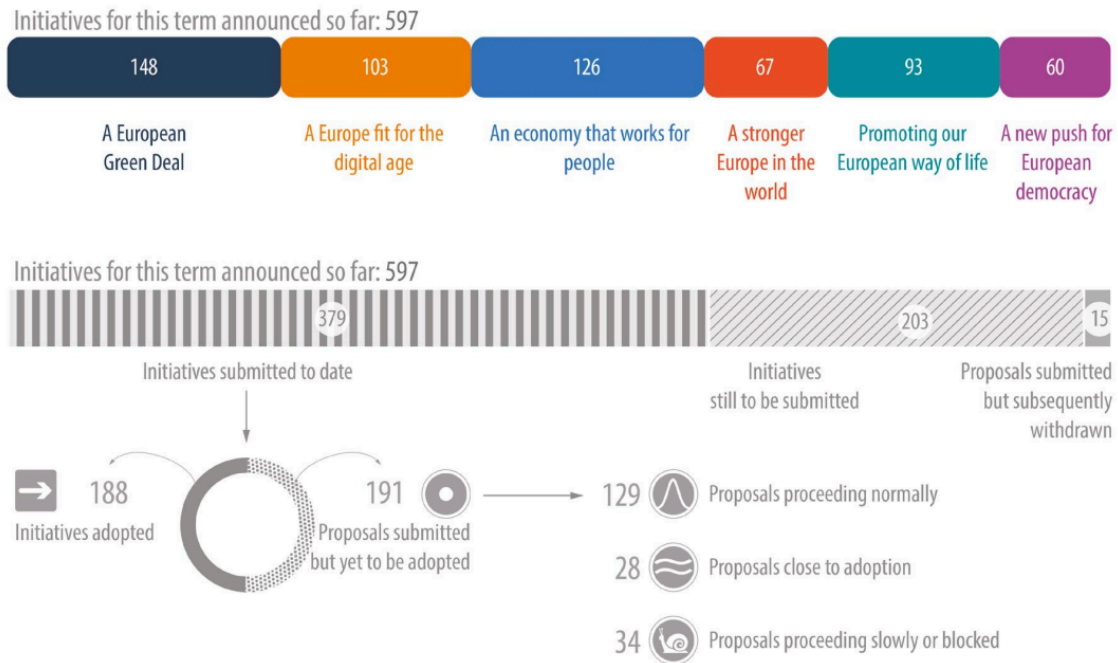 Initiatives for this term announced so far: 597
148
103
126
67
93
60
A European
Green Deal
A Europe fit for the
digital age
An economy that works for
people
A stronger
Europe in the
world
Promoting our
European way of life
A new push for
European
democracy
Initiatives for this term announced so far: 597
379
203
15
Initiatives submitted to date
Initiatives
still to be submitted
Proposals submitted
but subsequently
withdrawn
188
Initiatives adopted
191
Proposals submitted
but yet to be adopted
129
Proposals proceeding normally
28
Proposals close to adoption
34
Proposals proceeding slowly or blocked